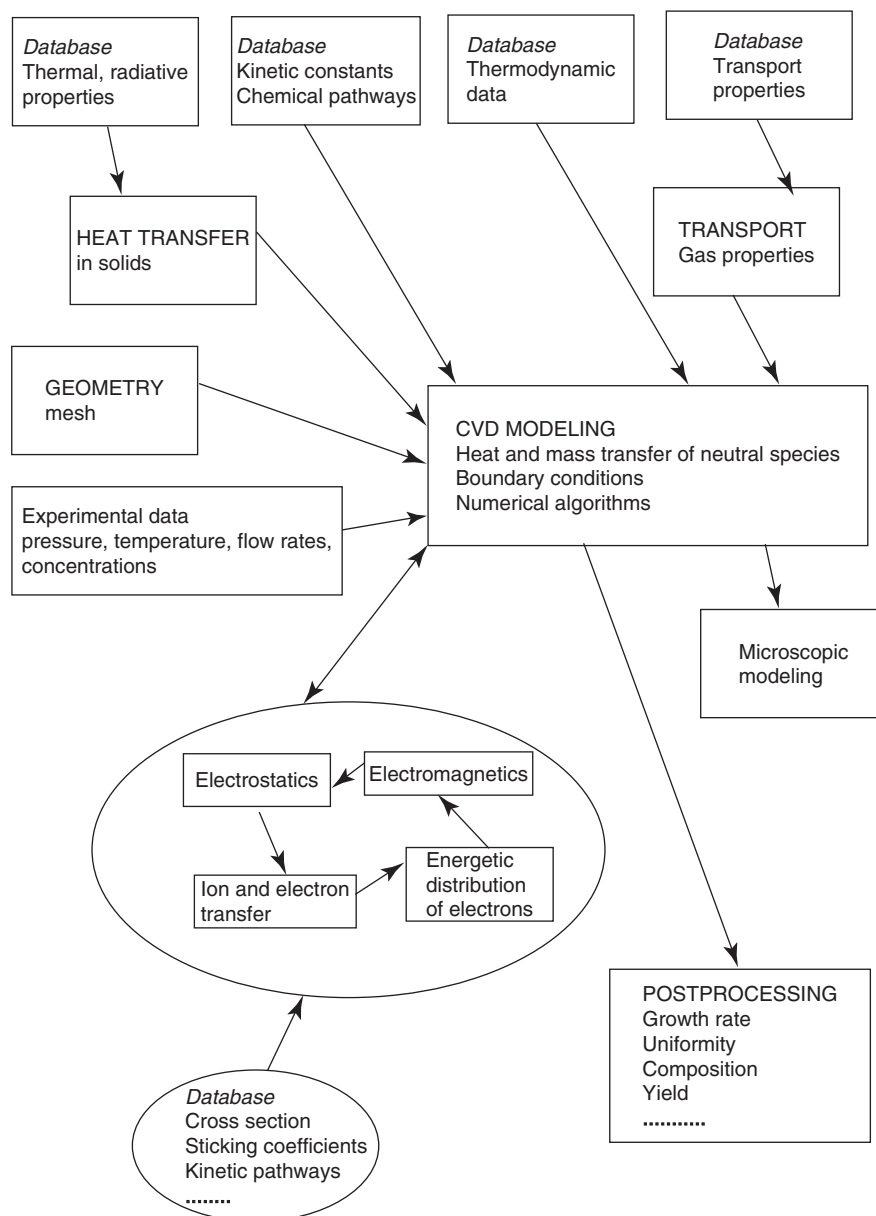 Database
Thermal, radiative
properties
Database
Kinetic constants
Chemical pathways
Database
Thermodynamic
data
Database
Transport
properties
HEAT TRANSFER
in solids
TRANSPORT
Gas properties
GEOMETRY
mesh
CVD MODELING
Heat and mass transfer of neutral species
Boundary conditions
Numerical algorithms
Experimental data
pressure, temperature, flow rates,
concentrations
Microscopic
modeling
Electrostatics
Electromagnetics
Ion and electron
transfer
Energetic
distribution
of electrons
POSTPROCESSING
Growth rate
Uniformity
Composition
Yield
...........
Database
Cross section
Sticking coefficients
Kinetic pathways
........